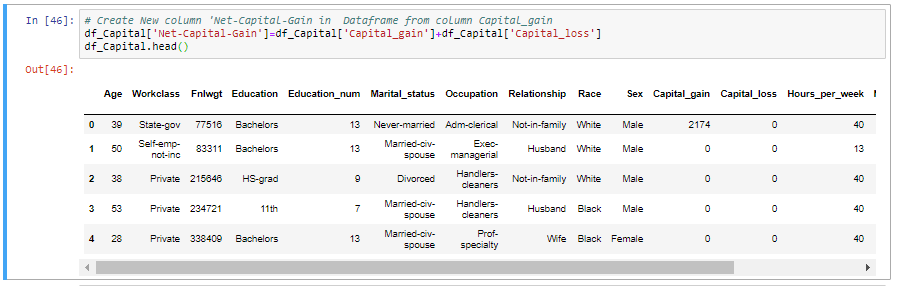 In [46]: # Create New column 'Net-Capital-Gain in  Dataframe from column Capital_gain
df_Capital['Net-Capital-Gain']=df_Capital['Capital_gain']+df_Capital['Capital_loss']
df_Capital.head()
Out[46]:
Age Workclass Fnlwgt Education Education_num Marital_status Occupation Relationship Race Sex Capital_gain Capital_loss Hours_per_week
0 39 State-gov 77516 Bachelors 13 Never-married Adm-clerical Not-in-family White Male 2174 0 40
1 50 Self-emp-not-inc 83311 Bachelors 13 Married-civ-spouse Exec-managerial Husband White Male 0 0 13
2 38 Private 215646 HS-grad 9 Divorced Handlers-cleaners Not-in-family White Male 0 0 40
3 53 Private 234721 11th 7 Married-civ-spouse Handlers-cleaners Husband Black Male 0 0 40
4 28 Private 338409 Bachelors 13 Married-civ-spouse Prof-specialty Wife Black Female 0 0 40